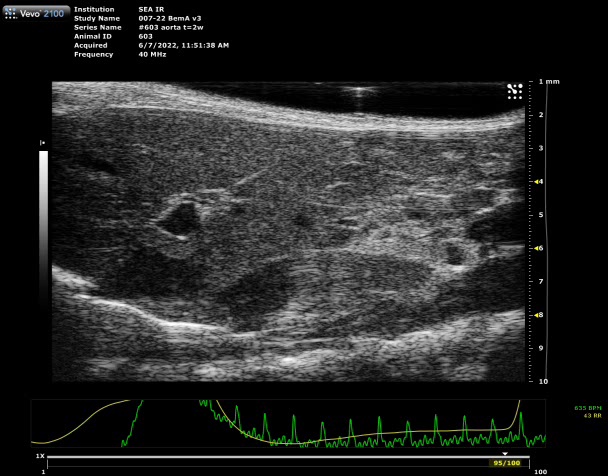 Vevo 2100
Institution SEA IR
Study Name 007-22 BemA v3
Series Name #603 aorta t=2w
Animal ID 603
Acquired 6/7/2022, 11:51:38 AM
Frequency 40 MHz
1 mm
2
3
4
5
6
7
8
9
10
635 BPM
43 RR
1X
95/100
1
100